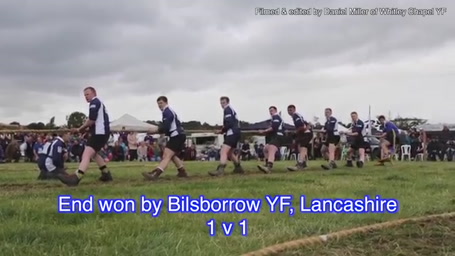 Filmed & edited by Daniel Miller of Whitley Chapel YF
End won by Bilsborrow YF, Lancashire
1 v 1